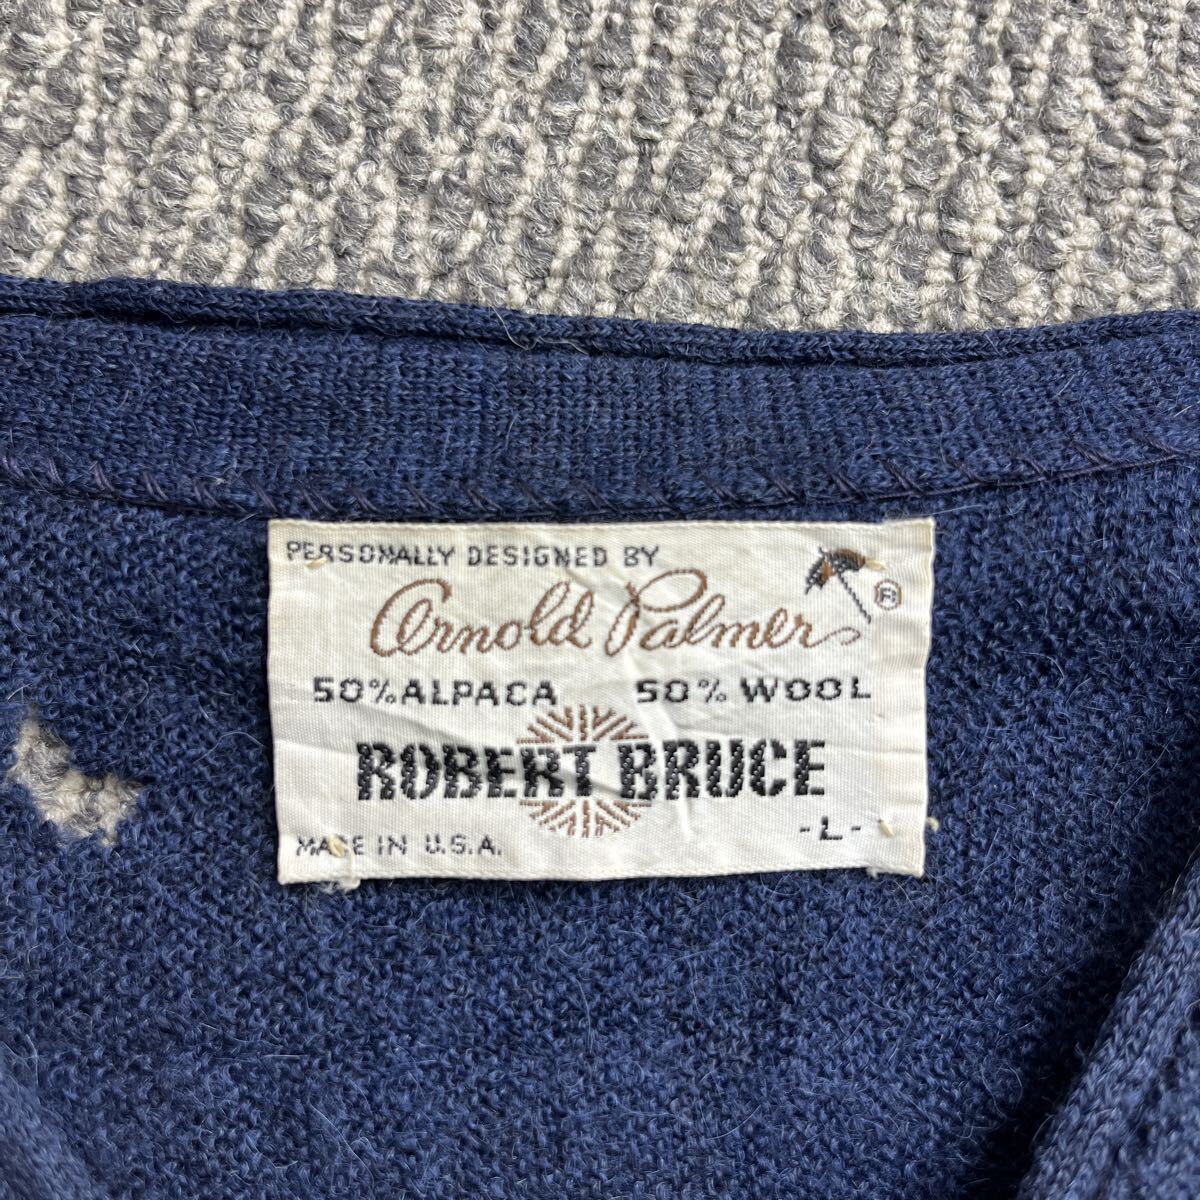 PERSONALLY DESIGNED BY
Arnold Palmer ®
50% ALPACA 50% WOOL
ROBERT BRUCE
MADE IN U.S.A. -L-